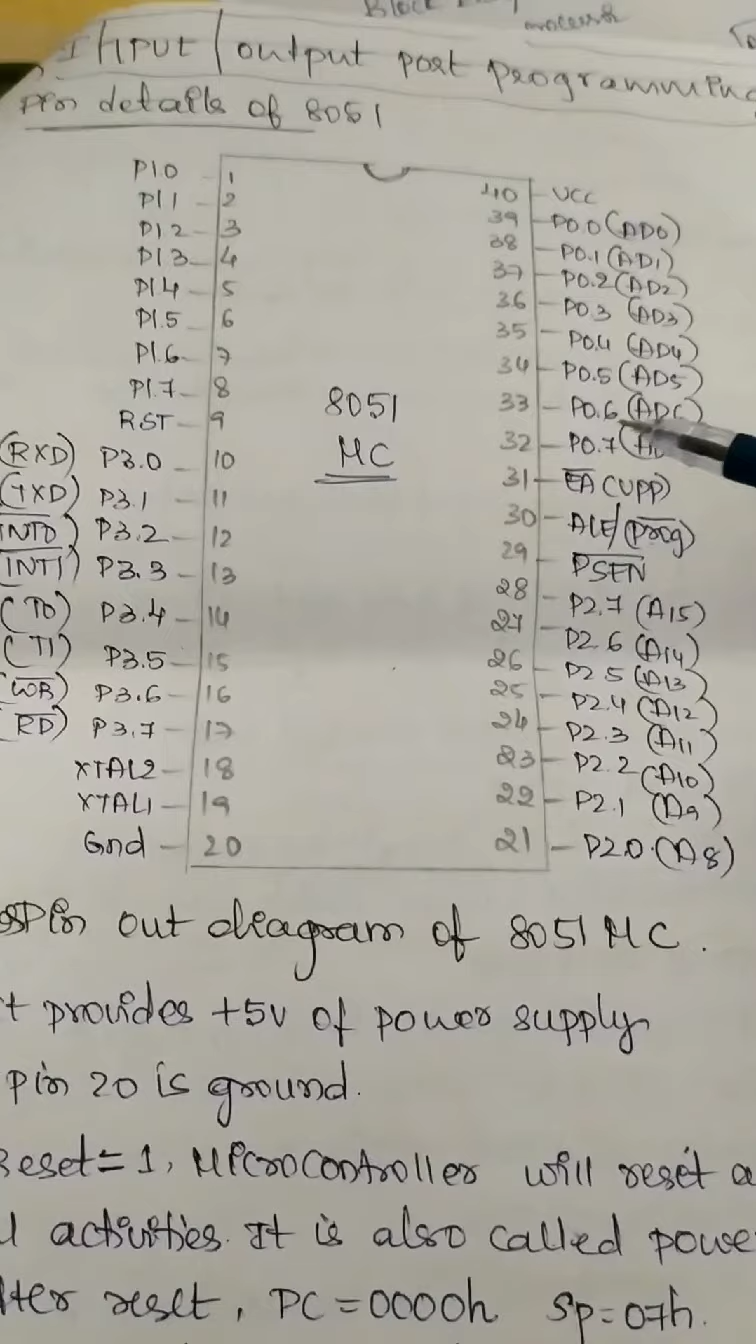 Block
Input / output port programming
pin details of 8051
P1.0 1
P1.1 2
P1.2 3
P1.3 4
P1.4 5
P1.5 6
P1.6 7
P1.7 8
RST 9
(RXD) P3.0 10
(TXD) P3.1 11
INT0) P3.2 12
INT1) P3.3 13
(T0) P3.4 14
(T1) P3.5 15
(WR) P3.6 16
RD) P3.7 17
XTAL2 18
XTAL1 19
Gnd 20
8051
MC
40 VCC
39 P0.0 (AD0)
38 P0.1 (AD1)
37 P0.2 (AD2)
36 P0.3 (AD3)
35 P0.4 (AD4)
34 P0.5 (AD5)
33 P0.6 (AD6)
32 P0.7
31 EA (VPP)
30 ALE/(Prog)
29 PSEN
28 P2.7 (A15)
27 P2.6 (A14)
26 P2.5 (A13)
25 P2.4 (A12)
24 P2.3 (A11)
23 P2.2 (A10)
22 P2.1 (A9)
21 P2.0 (A8)
Pin out diagram of 8051 MC.
provides +5v of power supply
pin 20 is ground.
Reset = 1, Microcontroller will reset
activities. It is also called
reset, PC = 0000h SP = 07h.